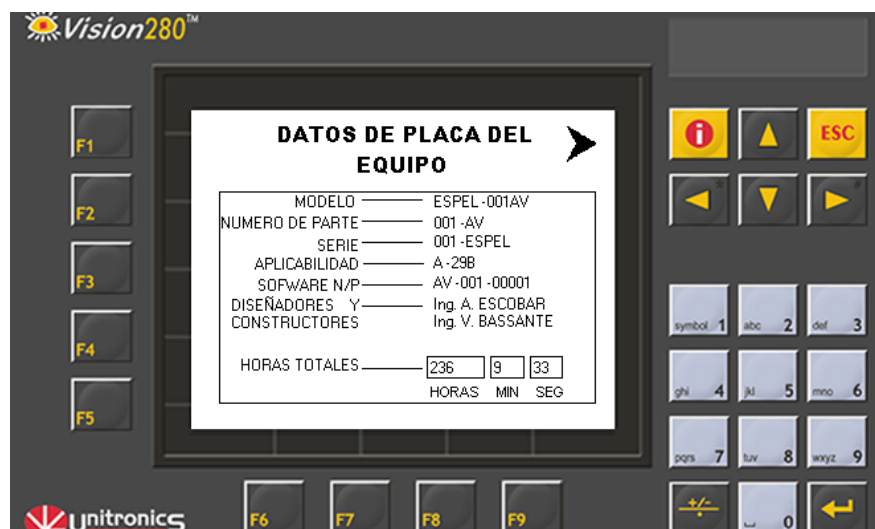 Vision280™
DATOS DE PLACA DEL
EQUIPO
MODELO ESPEL-001AV
NUMERO DE PARTE 001-AV
SERIE 001-ESPEL
APLICABILIDAD A-29B
SOFWARE N/P AV-001-00001
DISEÑADORES Y Ing. A. ESCOBAR
CONSTRUCTORES Ing. V. BASSANTE
HORAS TOTALES 236 9 33
HORAS MIN SEG
F1
F2
F3
F4
F5
F6 F7 F8 F9
i ESC
* #
symbol 1 abc 2 def 3
ghi 4 jkl 5 mno 6
pqrs 7 tuv 8 wxyz 9
+/- 0
unitronics